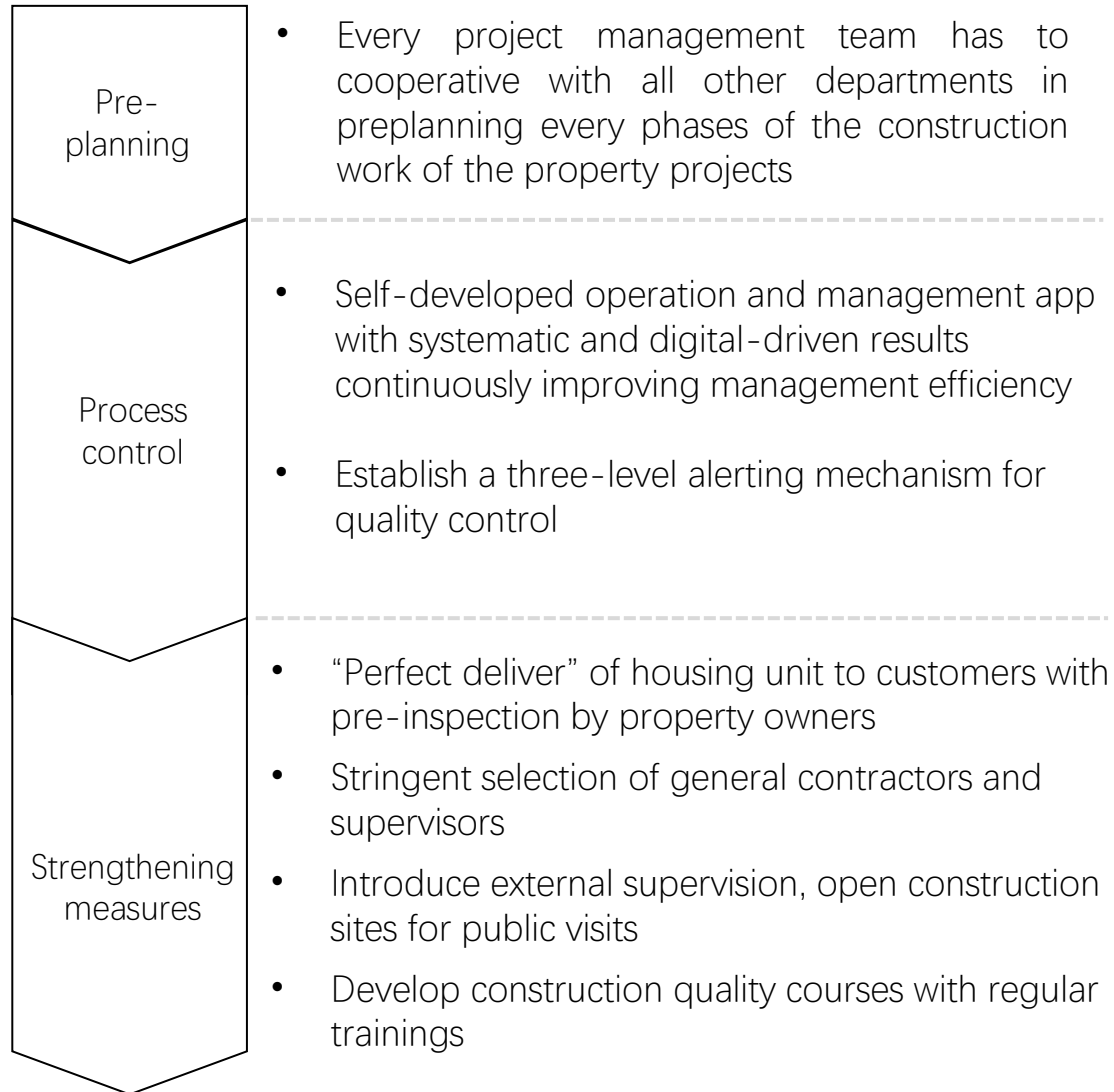 Pre-
planning
• Every project management team has to
cooperative with all other departments in
preplanning every phases of the construction
work of the property projects
Process
control
• Self-developed operation and management app
with systematic and digital-driven results
continuously improving management efficiency
• Establish a three-level alerting mechanism for
quality control
Strengthening
measures
• “Perfect deliver” of housing unit to customers with
pre-inspection by property owners
• Stringent selection of general contractors and
supervisors
• Introduce external supervision, open construction
sites for public visits
• Develop construction quality courses with regular
trainings